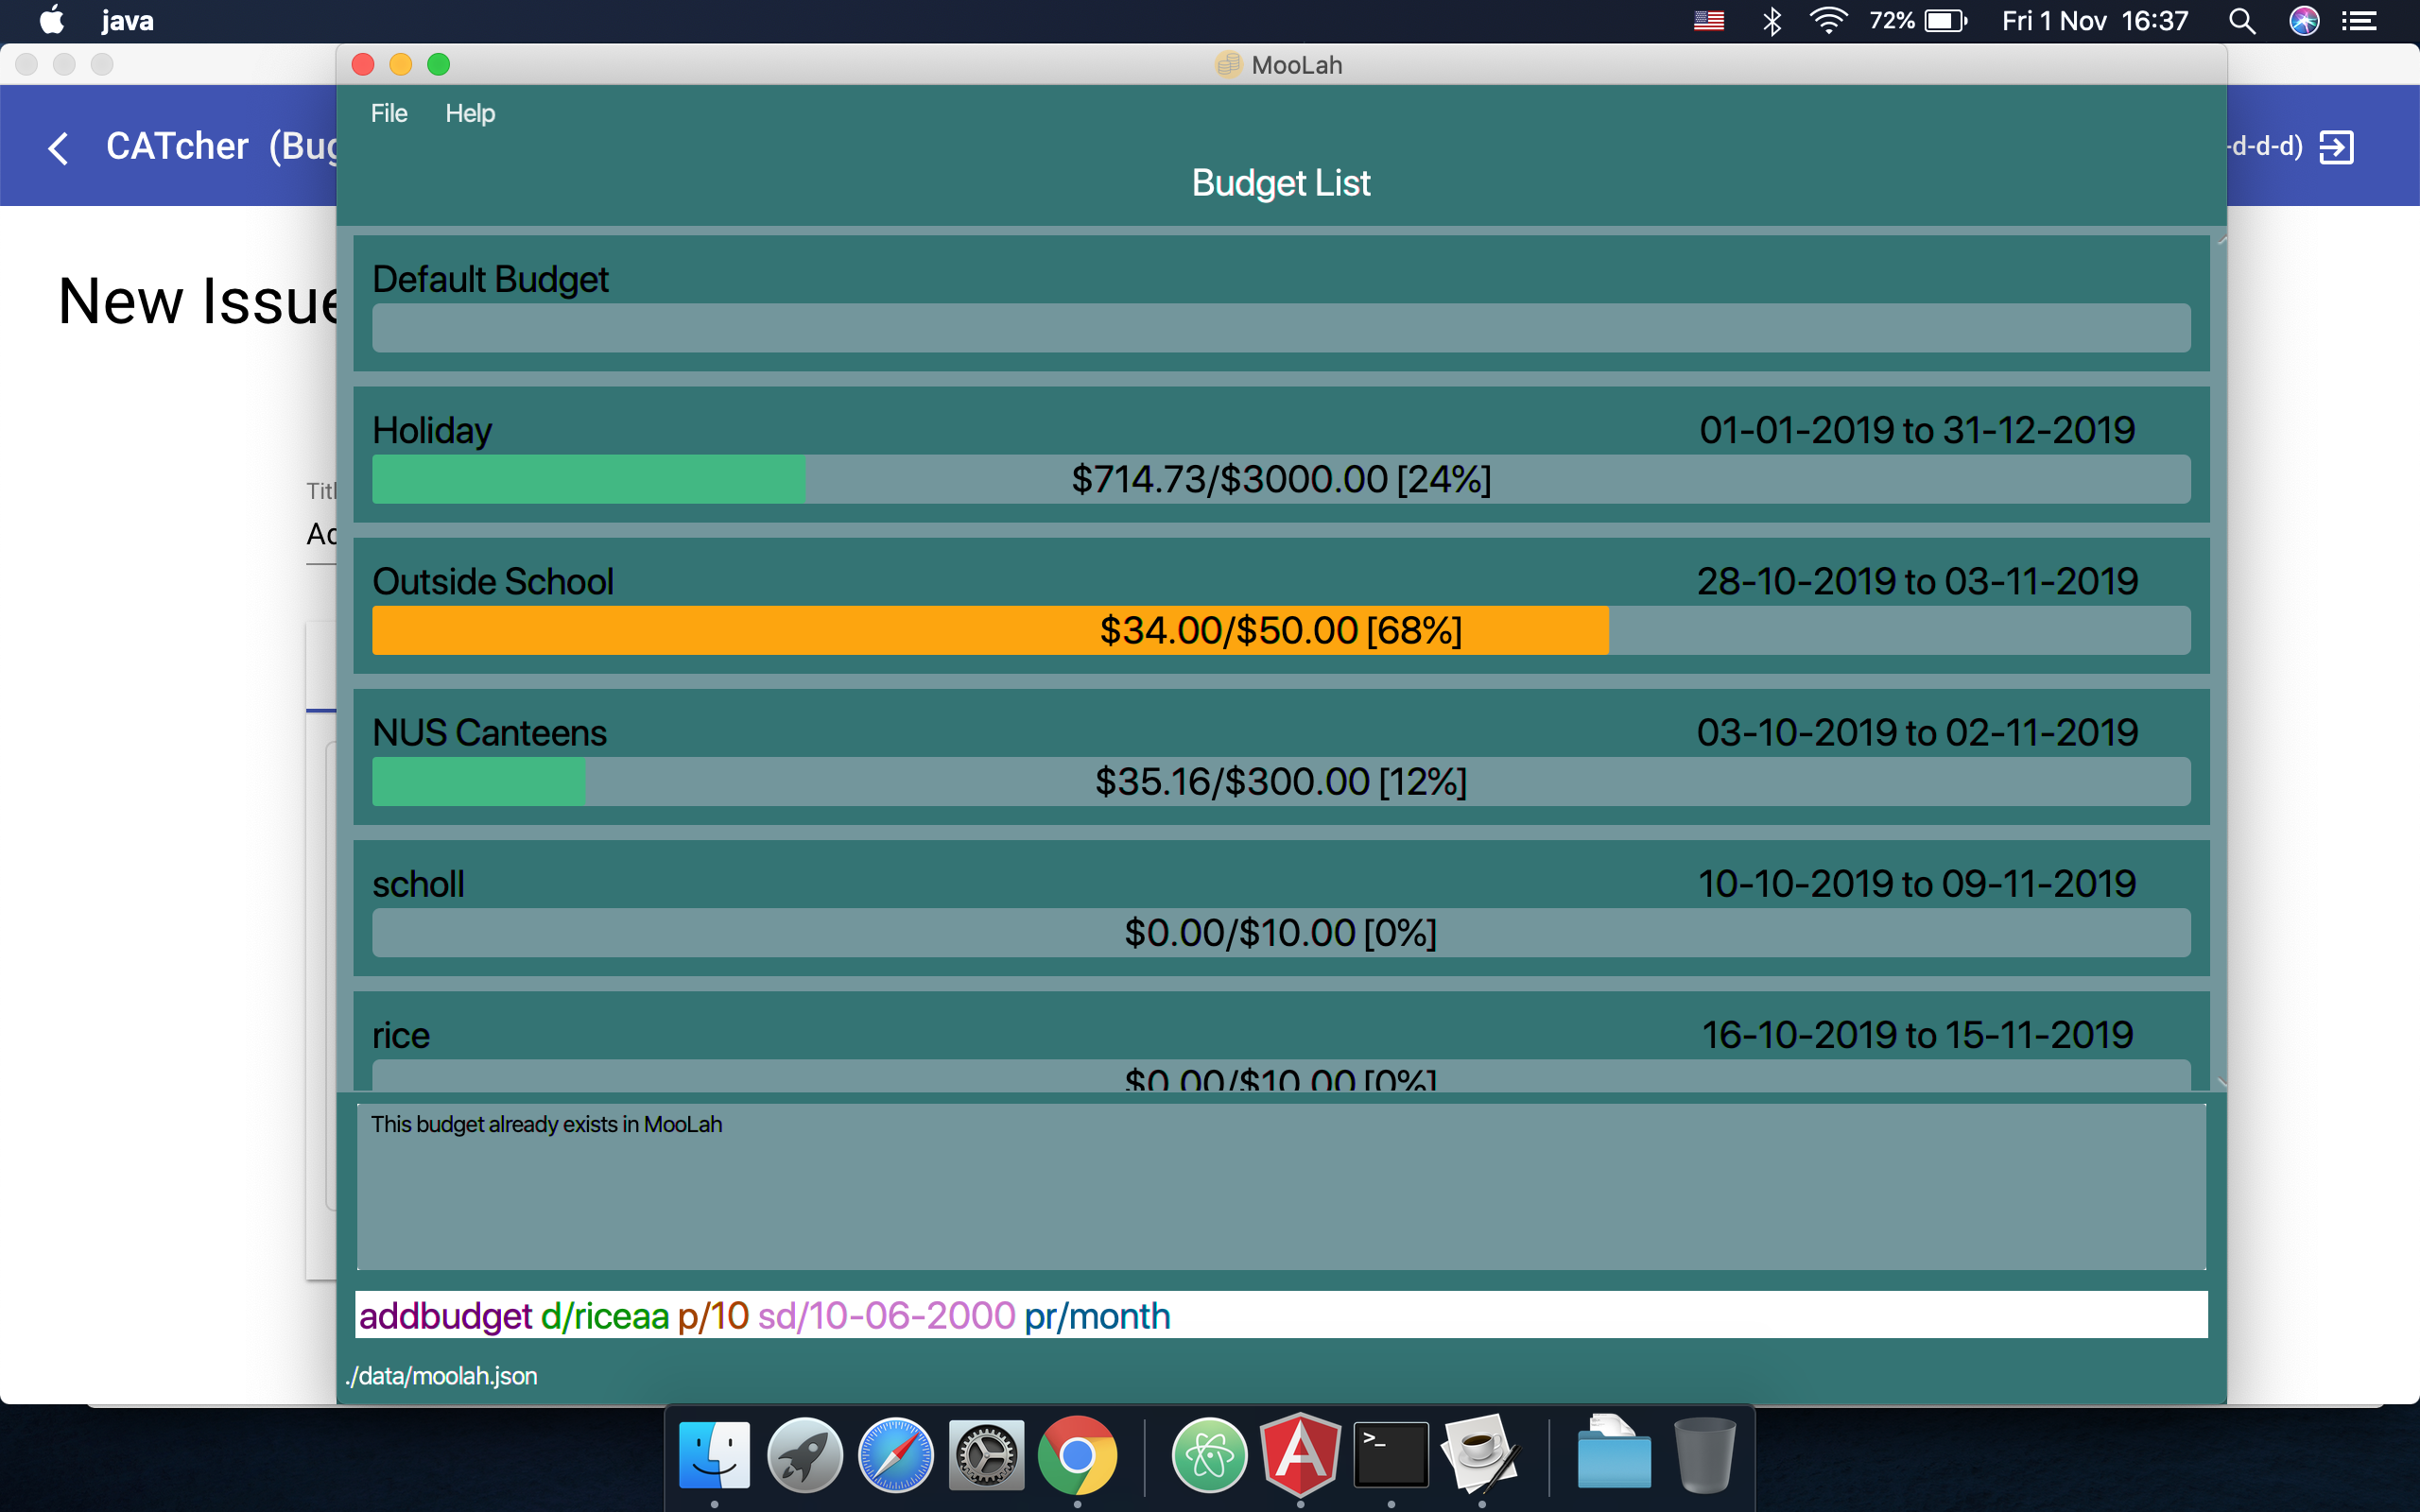 java
72%
Fri 1 Nov 16:37
MooLah
File Help
CATcher (Bug
-d-d-d)
Budget List
New Issue
Default Budget
Holiday
01-01-2019 to 31-12-2019
$714.73/$3000.00 [24%]
Outside School
28-10-2019 to 03-11-2019
$34.00/$50.00 [68%]
NUS Canteens
03-10-2019 to 02-11-2019
$35.16/$300.00 [12%]
scholl
10-10-2019 to 09-11-2019
$0.00/$10.00 [0%]
rice
16-10-2019 to 15-11-2019
$0.00/$10.00 [0%]
This budget already exists in MooLah
addbudget d/riceaa p/10 sd/10-06-2000 pr/month
./data/moolah.json
>_